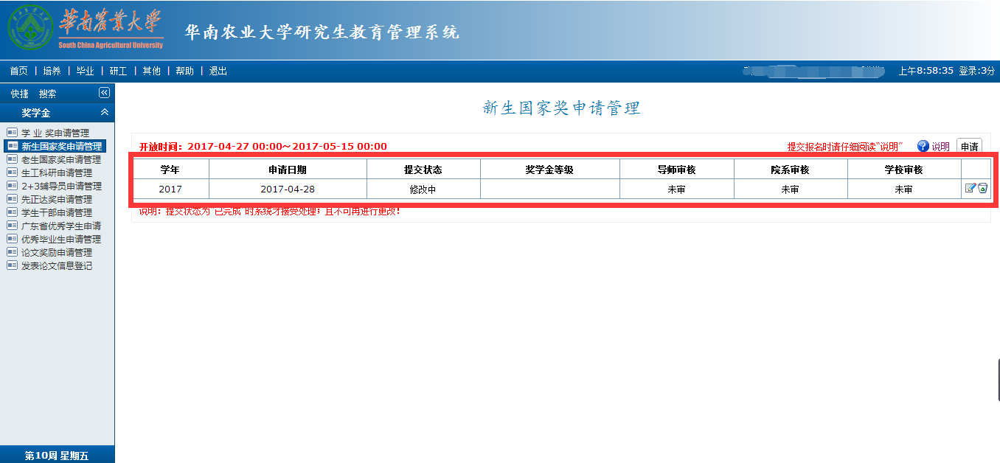 華南農業大學
South China Agricultural University
华南农业大学研究生教育管理系统
首页 | 培养 | 毕业 | 研工 | 其他 | 帮助 | 退出
上午8:58:35 登录:3分
快捷 搜索
奖学金
学 业 奖申请管理
新生国家奖申请管理
老生国家奖申请管理
生工科研申请管理
2+3辅导员申请管理
先正达奖申请管理
学生干部申请管理
广东省优秀学生申请
优秀毕业生申请管理
论文奖励申请管理
发表论文信息登记
第10周 星期五
新生国家奖申请管理
开放时间：2017-04-27 00:00～2017-05-15 00:00
提交报名时请仔细阅读"说明" 说明 申请
学年 申请日期 提交状态 奖学金等级 导师审核 院系审核 学校审核
2017 2017-04-28 修改中 未审 未审 未审
说明：提交状态为"已完成"时系统才接受处理；且不可再进行更改！